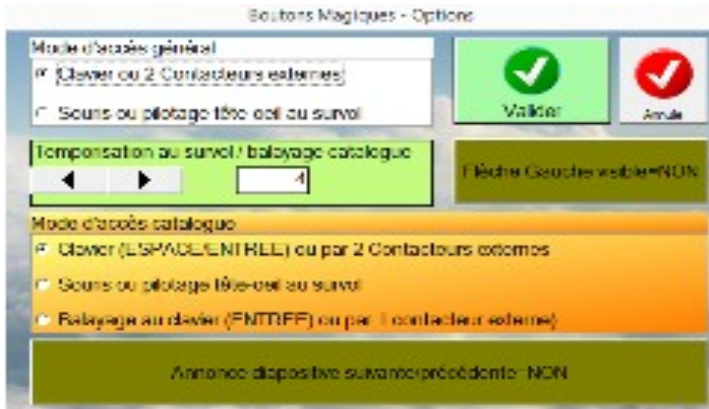 Boutons Magiques - Options
Mode d'accès général
Clavier ou 2 Contacteurs externes
Souris ou pilotage tête-oeil au survol
Valider
Annule
Temporisation au survol / balayage catalogue
4
Flèche Gauche visible=NON
Mode d'accès catalogue
Clavier (ESPACE/ENTREE) ou par 2 Contacteurs externes
Souris ou pilotage tête-oeil au survol
Balayage au clavier (ENTREE) ou par 1 contacteur externe)
Annonce diapositive suivante/précédente=NON